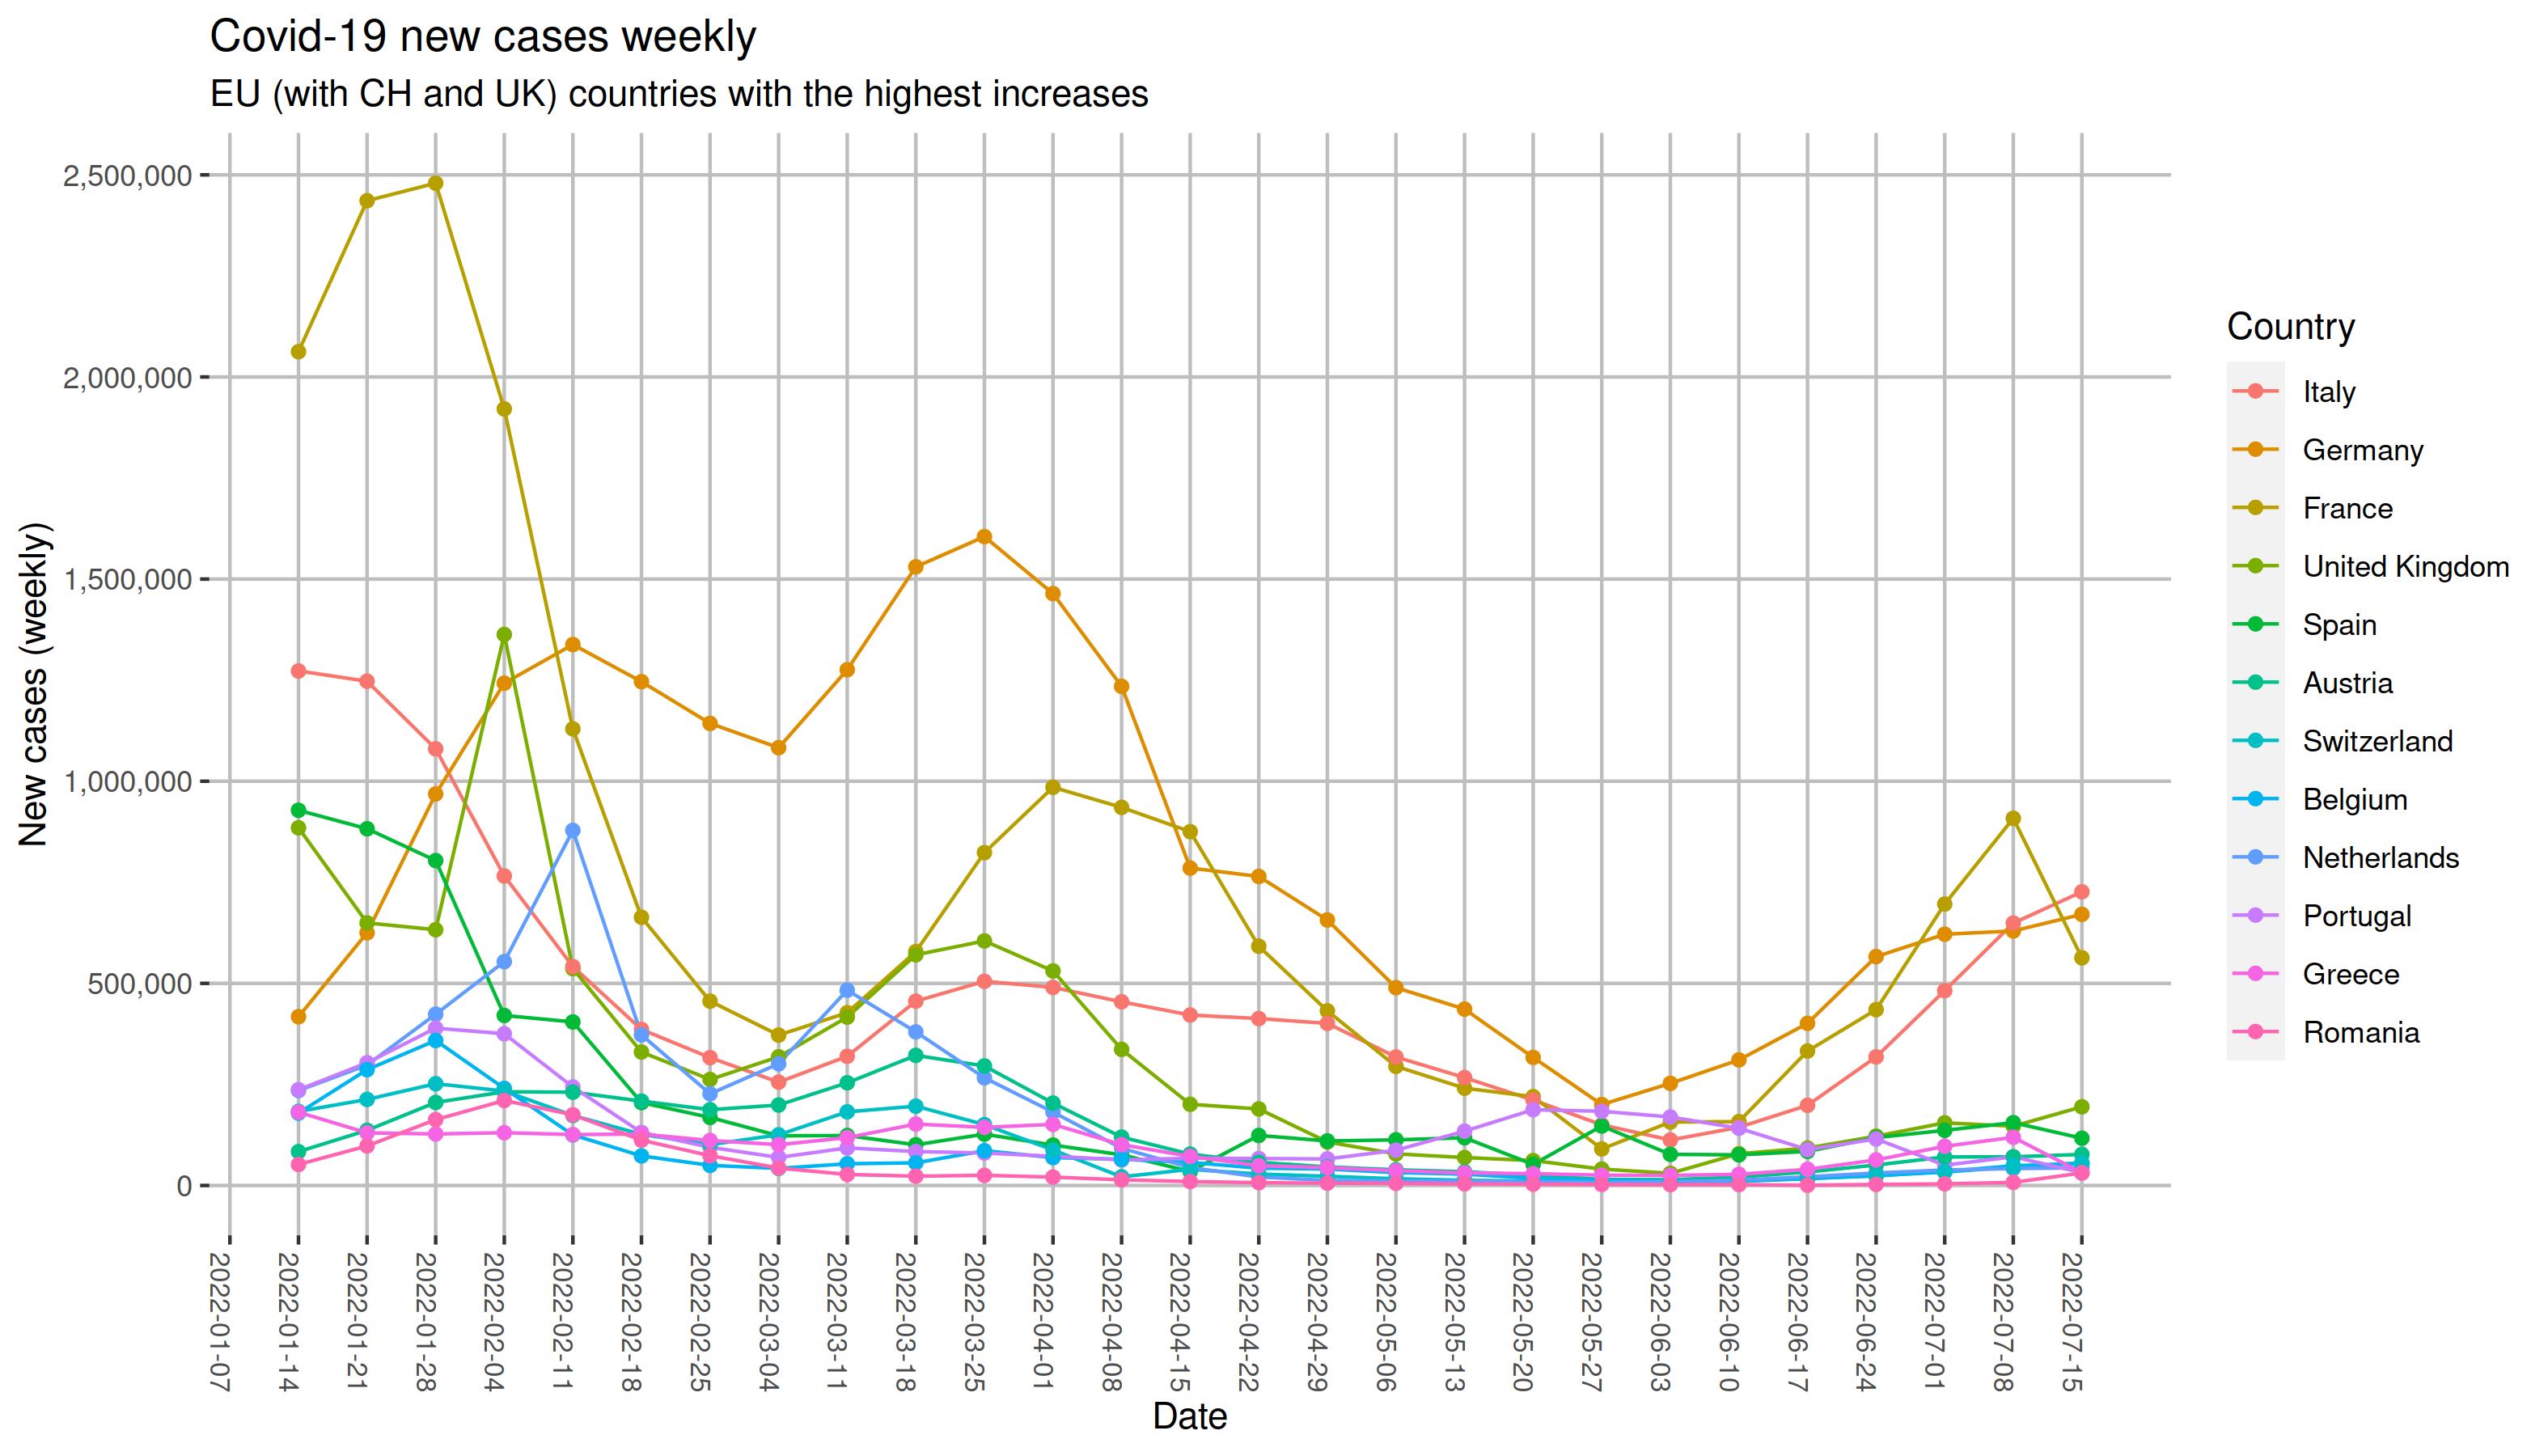 Covid-19 new cases weekly
EU (with CH and UK) countries with the highest increases
New cases (weekly)
2,500,000
2,000,000
1,500,000
1,000,000
500,000
0
2022-01-07
2022-01-14
2022-01-21
2022-01-28
2022-02-04
2022-02-11
2022-02-18
2022-02-25
2022-03-04
2022-03-11
2022-03-18
2022-03-25
2022-04-01
2022-04-08
2022-04-15
2022-04-22
2022-04-29
2022-05-06
2022-05-13
2022-05-20
2022-05-27
2022-06-03
2022-06-10
2022-06-17
2022-06-24
2022-07-01
2022-07-08
2022-07-15
Date
Country
Italy
Germany
France
United Kingdom
Spain
Austria
Switzerland
Belgium
Netherlands
Portugal
Greece
Romania